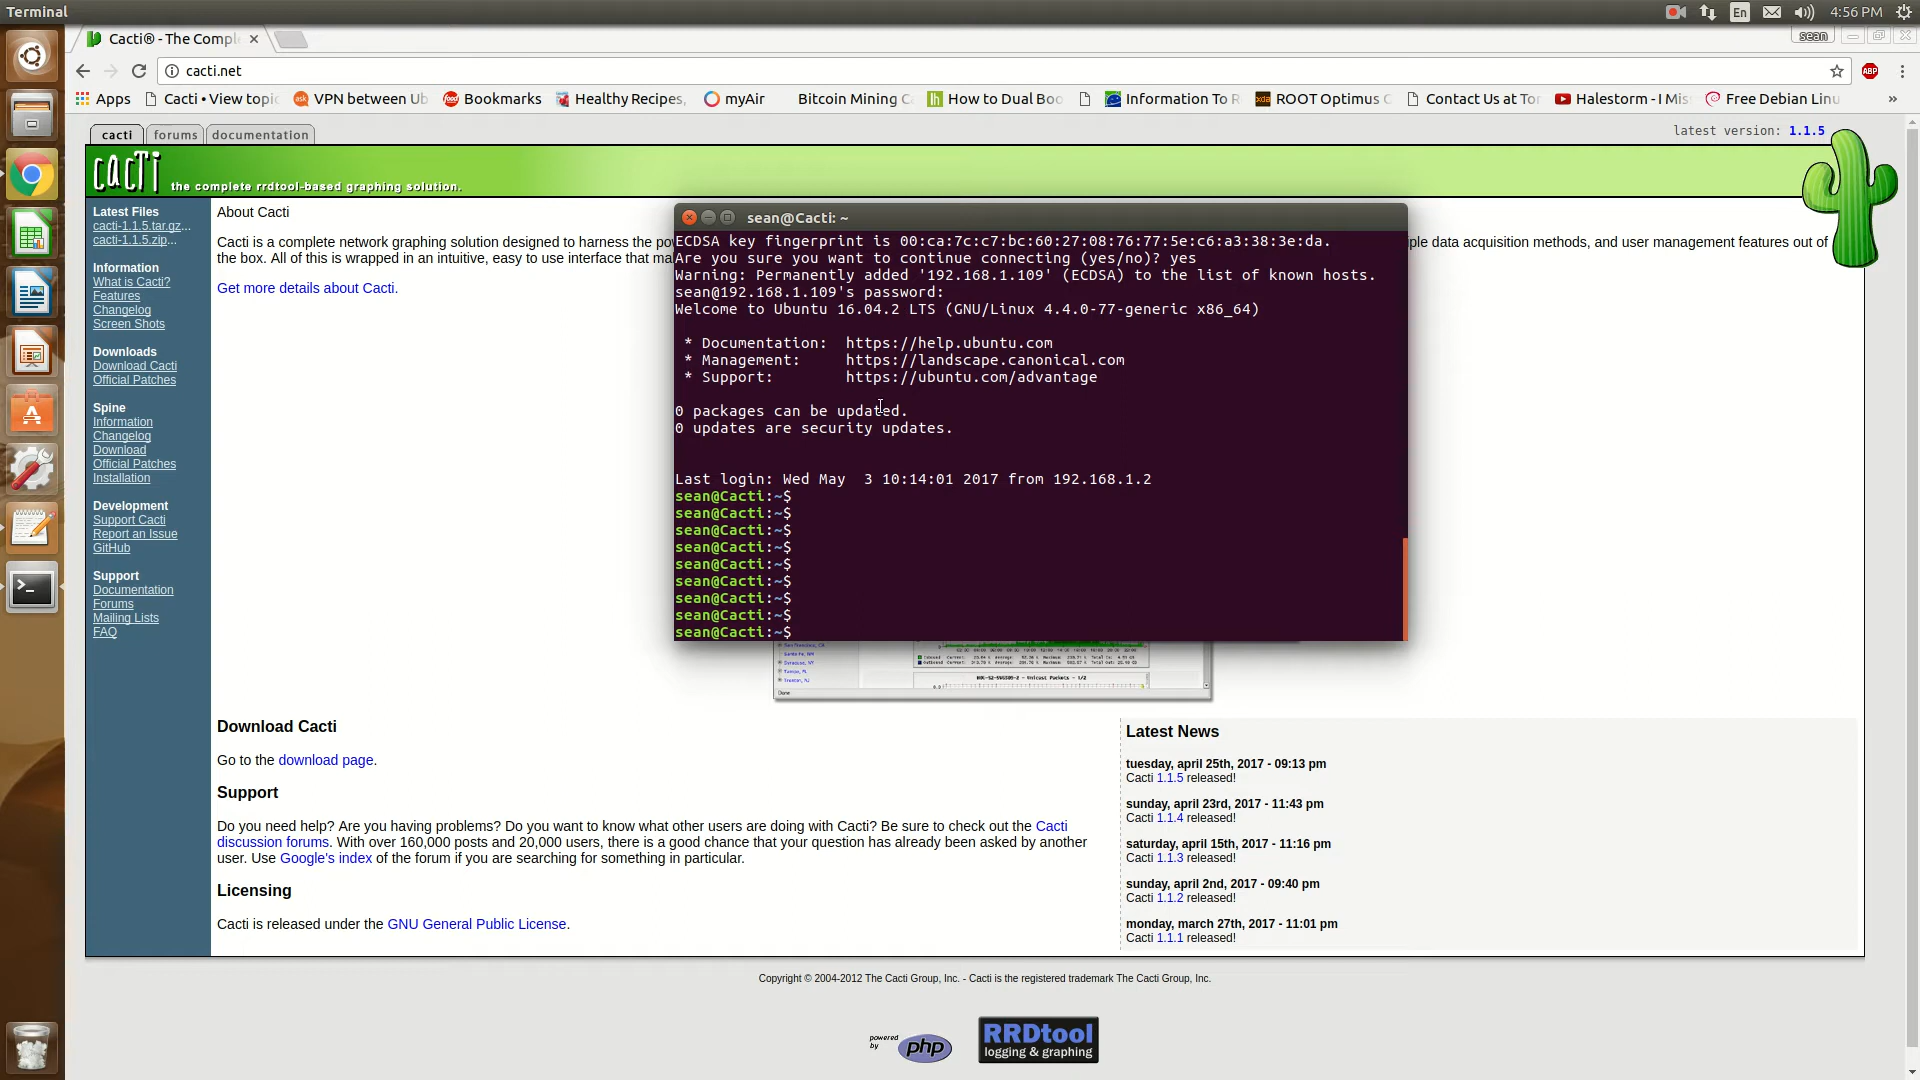 Terminal
En
4:56 PM
Cacti® - The Compl
sean
cacti.net
ABP
Apps
Cacti • View topi
VPN between Ub
Bookmarks
Healthy Recipes,
myAir
Bitcoin Mining C
How to Dual Boo
Information To R
ROOT Optimus
Contact Us at To
Halestorm - I Mis
Free Debian Linu
»
cacti
forums
documentation
latest version: 1.1.5
cacti
the complete rrdtool-based graphing solution.
Latest Files
cacti-1.1.5.tar.gz...
cacti-1.1.5.zip...
Information
What is Cacti?
Features
Changelog
Screen Shots
Downloads
Download Cacti
Official Patches
Spine
Information
Changelog
Download
Official Patches
Installation
Development
Support Cacti
Report an Issue
GitHub
Support
Documentation
Forums
Mailing Lists
FAQ
About Cacti
Cacti is a complete network graphing solution designed to harness the po
ple data acquisition methods, and user management features out of
the box. All of this is wrapped in an intuitive, easy to use interface that ma
Get more details about Cacti.
sean@Cacti: ~
ECDSA key fingerprint is 00:ca:7c:c7:bc:60:27:08:76:77:5e:c6:a3:38:3e:da.
Are you sure you want to continue connecting (yes/no)? yes
Warning: Permanently added '192.168.1.109' (ECDSA) to the list of known hosts.
sean@192.168.1.109's password:
Welcome to Ubuntu 16.04.2 LTS (GNU/Linux 4.4.0-77-generic x86_64)
* Documentation:  https://help.ubuntu.com
* Management:     https://landscape.canonical.com
* Support:        https://ubuntu.com/advantage
0 packages can be updated.
0 updates are security updates.
Last login: Wed May  3 10:14:01 2017 from 192.168.1.2
sean@Cacti:~$
sean@Cacti:~$
sean@Cacti:~$
sean@Cacti:~$
sean@Cacti:~$
sean@Cacti:~$
sean@Cacti:~$
sean@Cacti:~$
sean@Cacti:~$
Santa Fe, NM
Syracuse, NY
Tampa, FL
Trenton, NJ
Done
Download Cacti
Go to the download page.
Support
Do you need help? Are you having problems? Do you want to know what other users are doing with Cacti? Be sure to check out the Cacti
discussion forums. With over 160,000 posts and 20,000 users, there is a good chance that your question has already been asked by another
user. Use Google's index of the forum if you are searching for something in particular.
Licensing
Cacti is released under the GNU General Public License.
Latest News
tuesday, april 25th, 2017 - 09:13 pm
Cacti 1.1.5 released!
sunday, april 23rd, 2017 - 11:43 pm
Cacti 1.1.4 released!
saturday, april 15th, 2017 - 11:16 pm
Cacti 1.1.3 released!
sunday, april 2nd, 2017 - 09:40 pm
Cacti 1.1.2 released!
monday, march 27th, 2017 - 11:01 pm
Cacti 1.1.1 released!
Copyright © 2004-2012 The Cacti Group, Inc. - Cacti is the registered trademark The Cacti Group, Inc.
powered
by
php
RRDtool
logging & graphing